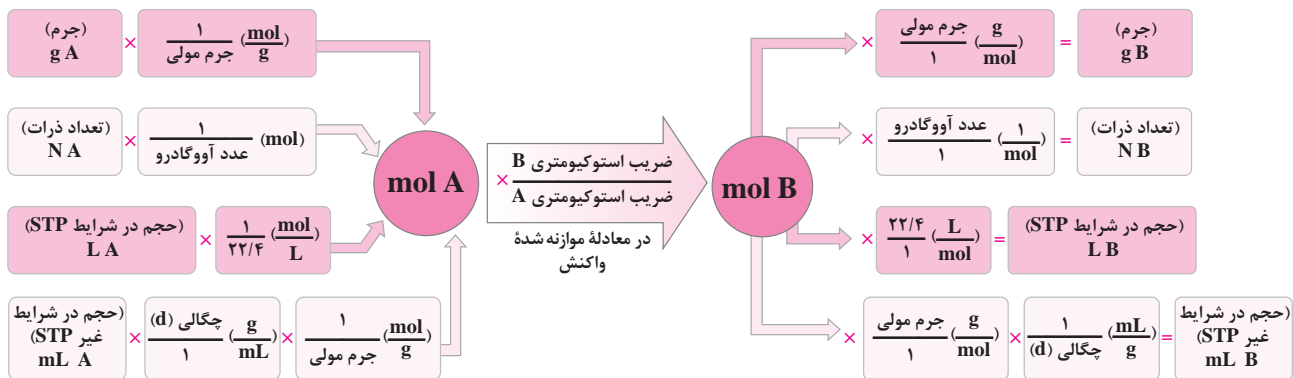 (جرم)
g A
×
۱
جرم مولی
(mol
g)
(تعداد ذرات)
N A
×
۱
عدد آووگادرو
(mol)
(حجم در شرایط STP)
L A
×
۱
۲۲/۴
(mol
L)
(حجم در شرایط
غیر STP)
mL A
×
چگالی (d)
۱
(g
mL)
×
۱
جرم مولی
(mol
g)
mol A
×
ضریب استوکیومتری B
ضریب استوکیومتری A
در معادلهٔ موازنه شدهٔ
واکنش
mol B
×
جرم مولی
۱
(g
mol)
=
(جرم)
g B
×
عدد آووگادرو
۱
(۱
mol)
=
(تعداد ذرات)
N B
×
۲۲/۴
۱
(L
mol)
=
(حجم در شرایط STP)
L B
×
جرم مولی
۱
(g
mol)
×
۱
چگالی (d)
(mL
g)
=
(حجم در شرایط
غیر STP)
mL B